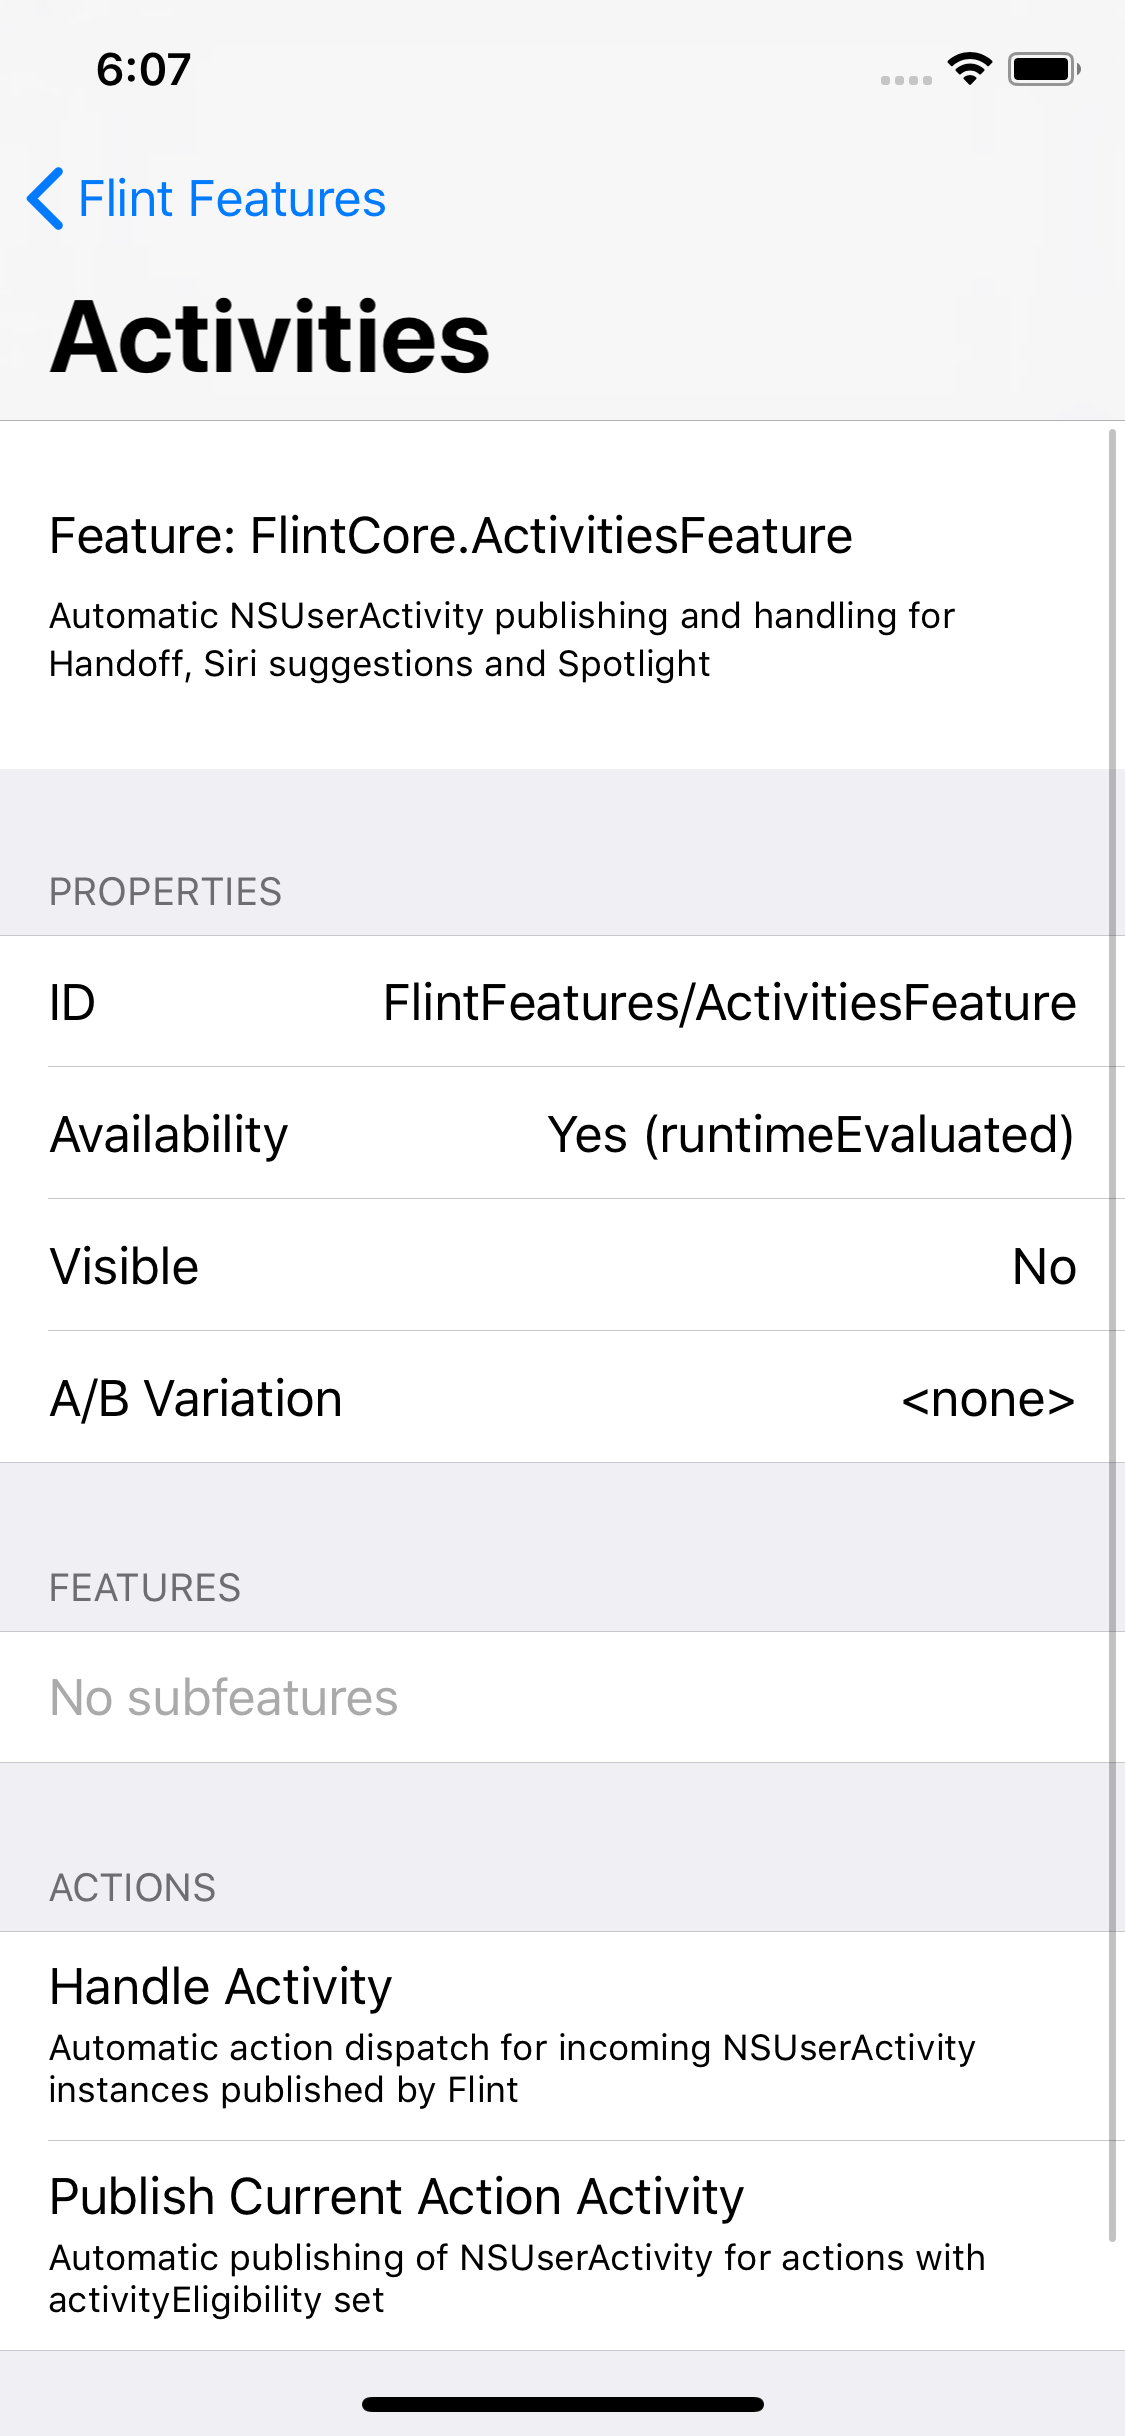 6:07
Flint Features
Activities
Feature: FlintCore.ActivitiesFeature
Automatic NSUserActivity publishing and handling for
Handoff, Siri suggestions and Spotlight
PROPERTIES
ID FlintFeatures/ActivitiesFeature
Availability Yes (runtimeEvaluated)
Visible No
A/B Variation <none>
FEATURES
No subfeatures
ACTIONS
Handle Activity
Automatic action dispatch for incoming NSUserActivity
instances published by Flint
Publish Current Action Activity
Automatic publishing of NSUserActivity for actions with
activityEligibility set